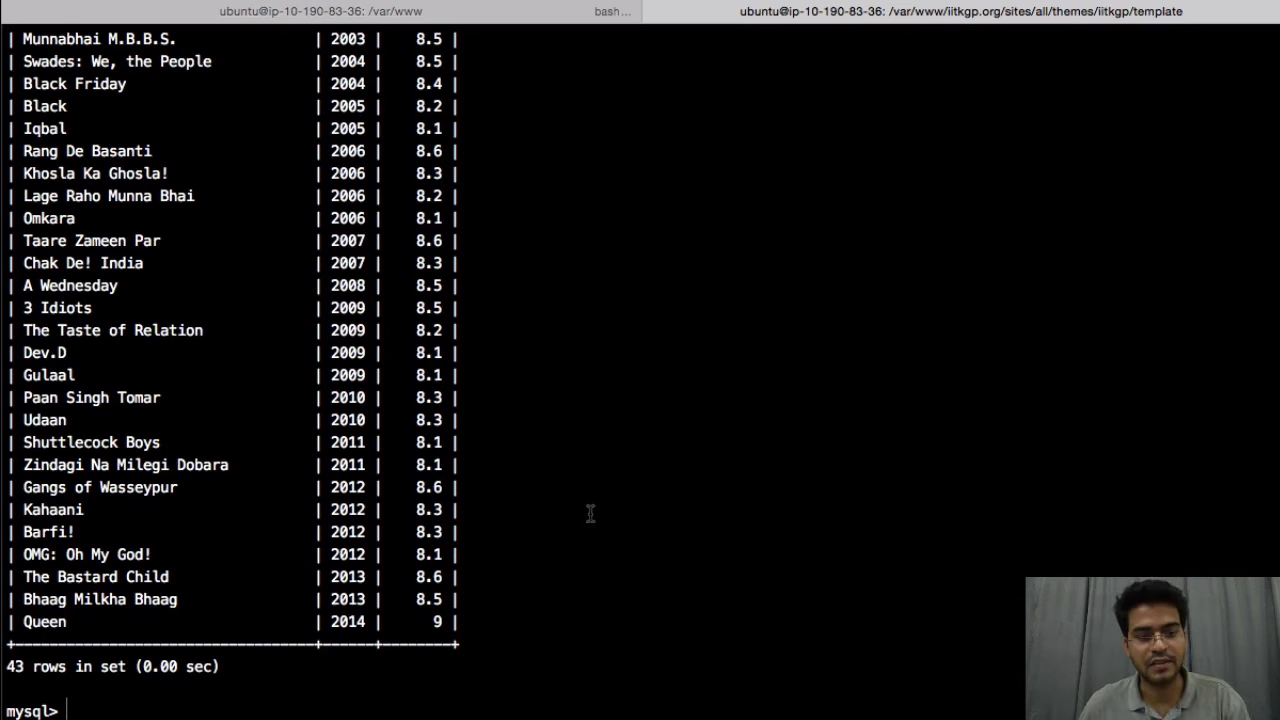 ubuntu@ip-10-190-83-36: /var/www bash... ubuntu@ip-10-190-83-36: /var/www/iitkgp.org/sites/all/themes/iitkgp/template
| Munnabhai M.B.B.S. | 2003 | 8.5 |
| Swades: We, the People | 2004 | 8.5 |
| Black Friday | 2004 | 8.4 |
| Black | 2005 | 8.2 |
| Iqbal | 2005 | 8.1 |
| Rang De Basanti | 2006 | 8.6 |
| Khosla Ka Ghosla! | 2006 | 8.3 |
| Lage Raho Munna Bhai | 2006 | 8.2 |
| Omkara | 2006 | 8.1 |
| Taare Zameen Par | 2007 | 8.6 |
| Chak De! India | 2007 | 8.3 |
| A Wednesday | 2008 | 8.5 |
| 3 Idiots | 2009 | 8.5 |
| The Taste of Relation | 2009 | 8.2 |
| Dev.D | 2009 | 8.1 |
| Gulaal | 2009 | 8.1 |
| Paan Singh Tomar | 2010 | 8.3 |
| Udaan | 2010 | 8.3 |
| Shuttlecock Boys | 2011 | 8.1 |
| Zindagi Na Milegi Dobara | 2011 | 8.1 |
| Gangs of Wasseypur | 2012 | 8.6 |
| Kahaani | 2012 | 8.3 |
| Barfi! | 2012 | 8.3 |
| OMG: Oh My God! | 2012 | 8.1 |
| The Bastard Child | 2013 | 8.6 |
| Bhaag Milkha Bhaag | 2013 | 8.5 |
| Queen | 2014 | 9 |
43 rows in set (0.00 sec)
mysql>